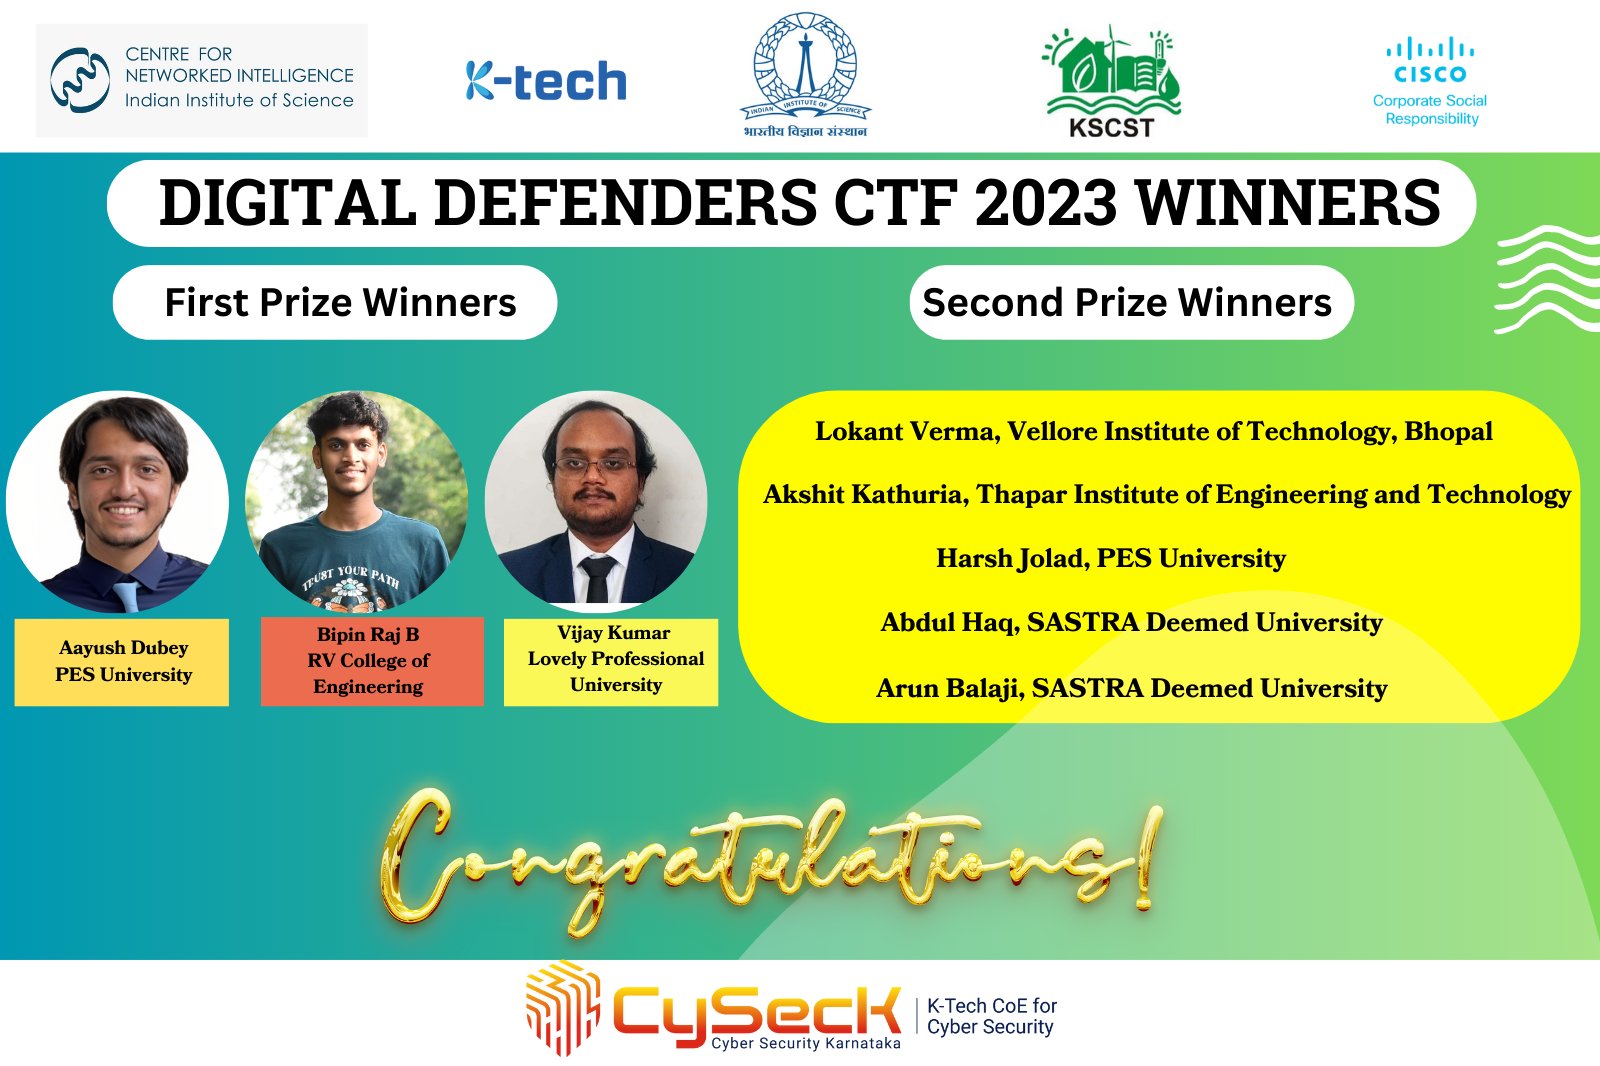 CENTRE FOR
NETWORKED INTELLIGENCE
Indian Institute of Science
K-tech
INDIAN INSTITUTE OF SCIENCE
भारतीय विज्ञान संस्थान
KSCST
CISCO
Corporate Social
Responsibility
DIGITAL DEFENDERS CTF 2023 WINNERS
First Prize Winners
Second Prize Winners
TRUST YOUR PATH
Aayush Dubey
PES University
Bipin Raj B
RV College of
Engineering
Vijay Kumar
Lovely Professional
University
Lokant Verma, Vellore Institute of Technology, Bhopal
Akshit Kathuria, Thapar Institute of Engineering and Technology
Harsh Jolad, PES University
Abdul Haq, SASTRA Deemed University
Arun Balaji, SASTRA Deemed University
Congratulations!
CySecK
Cyber Security Karnataka
K-Tech CoE for
Cyber Security